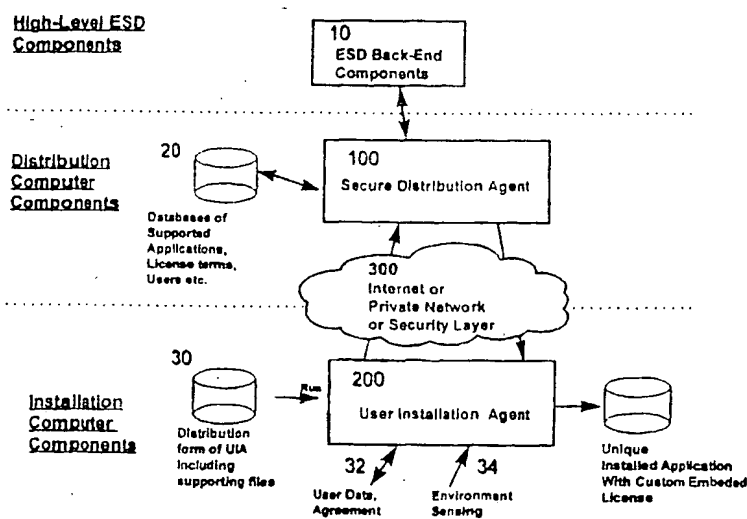 High-Level ESD
Components
10
ESD Back-End
Components
20
100
Distribution
Computer
Components
Secure Distribution Agent
Databases of
Supported
Applications,
License terms,
Users etc.
300
Internet or
Private Network
or Security Layer
30
Run
200
User Installation Agent
Installation
Computer
Components
Distribution
form of UIA
Including
supporting files
32
User Data,
Agreement
34
Environment
Sensing
Unique
Installed Application
With Custom Embeded
License